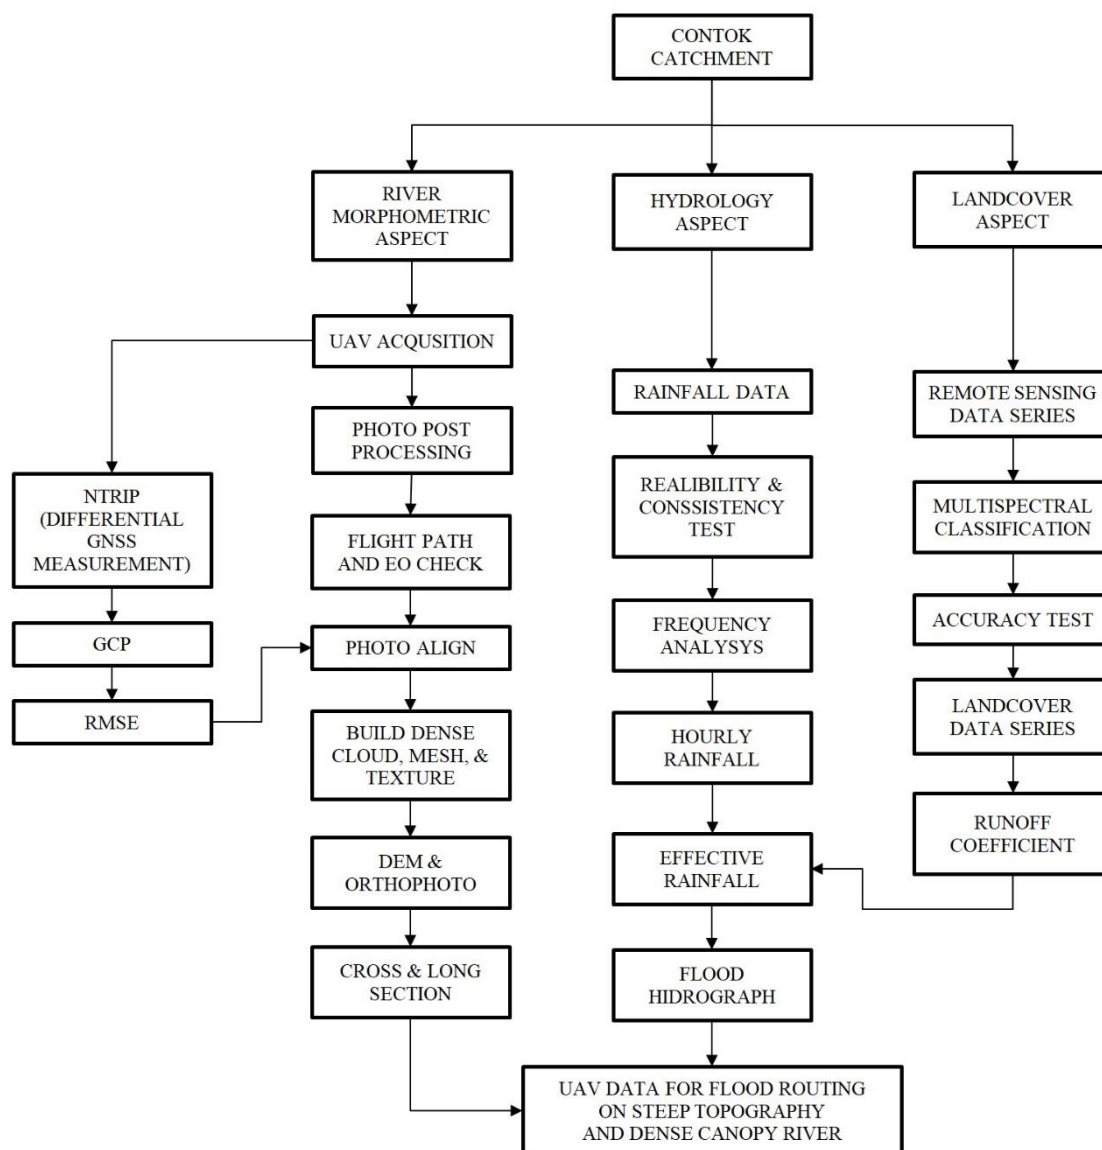 CONTOK
CATCHMENT
RIVER
MORPHOMETRIC
ASPECT
HYDROLOGY
ASPECT
LANDCOVER
ASPECT
UAV ACQUSITION
RAINFALL DATA
REMOTE SENSING
DATA SERIES
PHOTO POST
PROCESSING
NTRIP
(DIFFERENTIAL
GNSS
MEASUREMENT)
REALIBILITY &
CONSSISTENCY
TEST
MULTISPECTRAL
CLASSIFICATION
FLIGHT PATH
AND EO CHECK
GCP
PHOTO ALIGN
FREQUENCY
ANALYSYS
ACCURACY TEST
RMSE
BUILD DENSE
CLOUD, MESH, &
TEXTURE
HOURLY
RAINFALL
LANDCOVER
DATA SERIES
DEM &
ORTHOPHOTO
EFFECTIVE
RAINFALL
RUNOFF
COEFFICIENT
CROSS & LONG
SECTION
FLOOD
HIDROGRAPH
UAV DATA FOR FLOOD ROUTING
ON STEEP TOPOGRAPHY
AND DENSE CANOPY RIVER